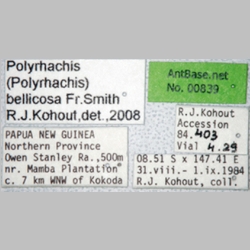 Polyrhachis
(Polyrhachis)
bellicosa Fr.Smith
R.J.Kohout,det.,2008
AntBase.net
No. 00839
R.J.Kohout
Accession
84.403
Vial 4.29
PAPUA NEW GUINEA
Northern Province
Owen Stanley Ra.,500m
nr. Mamba Plantation
c. 7 km WNW of Kokoda
08.51 S x 147.41 E
31.viii.- 1.ix.1984
R.J. Kohout, coll.